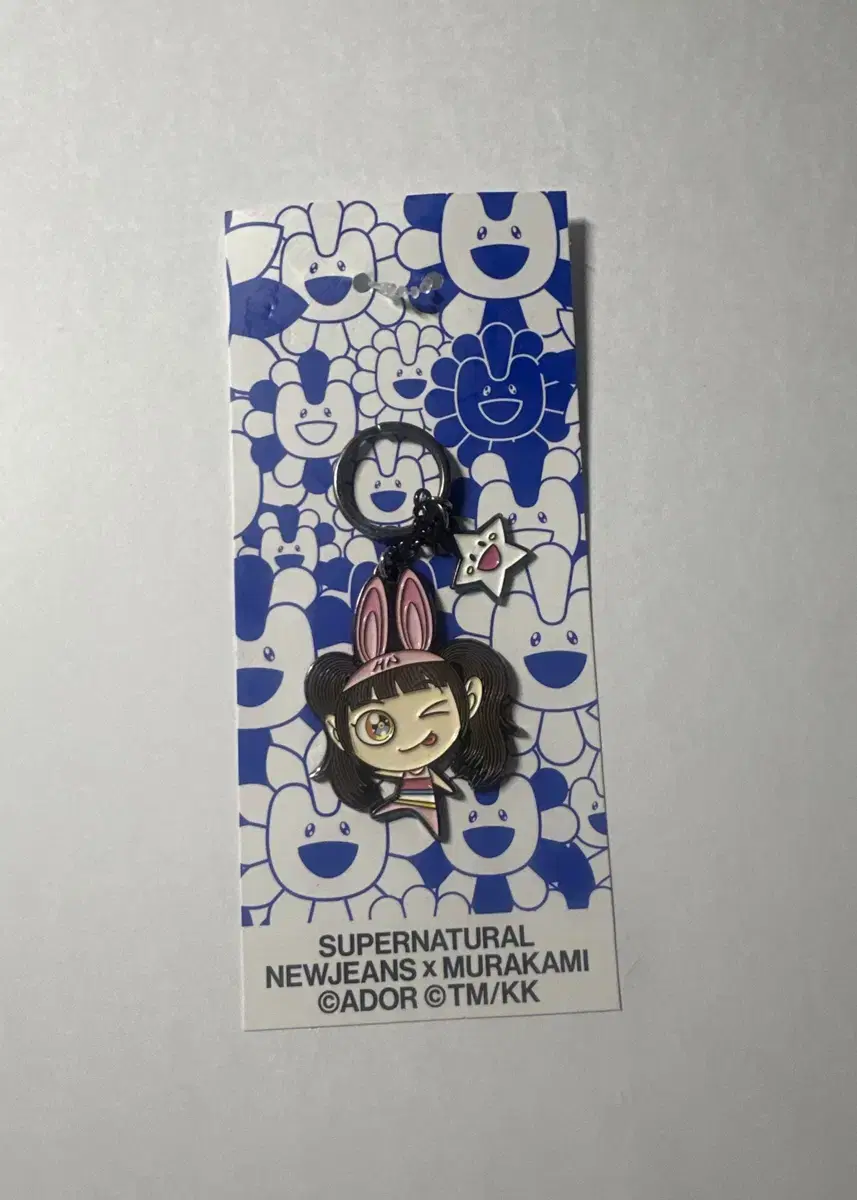 SUPERNATURAL
NEWJEANS x MURAKAMI
©ADOR ©TM/KK